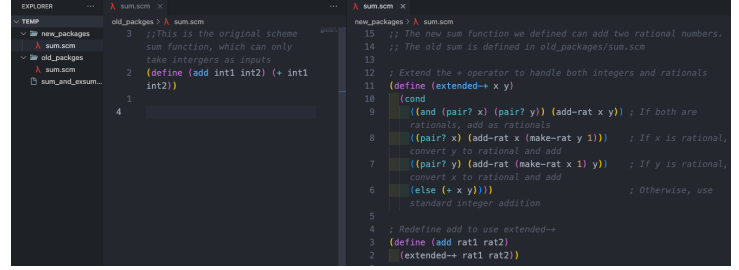 EXPLORER ...
TEMP
new_packages
λ sum.scm
old_packges
λ sum.scm
sum_and_exsum...
λ sum.scm ×
...
old_packges > λ sum.scm
3 ;;This is the original scheme
sum function, which can only
take intergers as inputs
2 (define (add int1 int2) (+ int1
int2))
1
4
λ sum.scm ×
new_packages > λ sum.scm
15 ;; The new sum function we defined can add two rational numbers.
14 ;; The old sum is defined in old_packages/sum.scm
13
12 ; Extend the + operator to handle both integers and rationals
11 (define (extended-+ x y)
10 (cond
9 ((and (pair? x) (pair? y)) (add-rat x y)) ; If both are
rationals, add as rationals
8 ((pair? x) (add-rat x (make-rat y 1))) ; If x is rational,
convert y to rational and add
7 ((pair? y) (add-rat (make-rat x 1) y)) ; If y is rational,
convert x to rational and add
6 (else (+ x y)))) ; Otherwise, use
standard integer addition
5
4 ; Redefine add to use extended-+
3 (define (add rat1 rat2)
2 (extended-+ rat1 rat2))